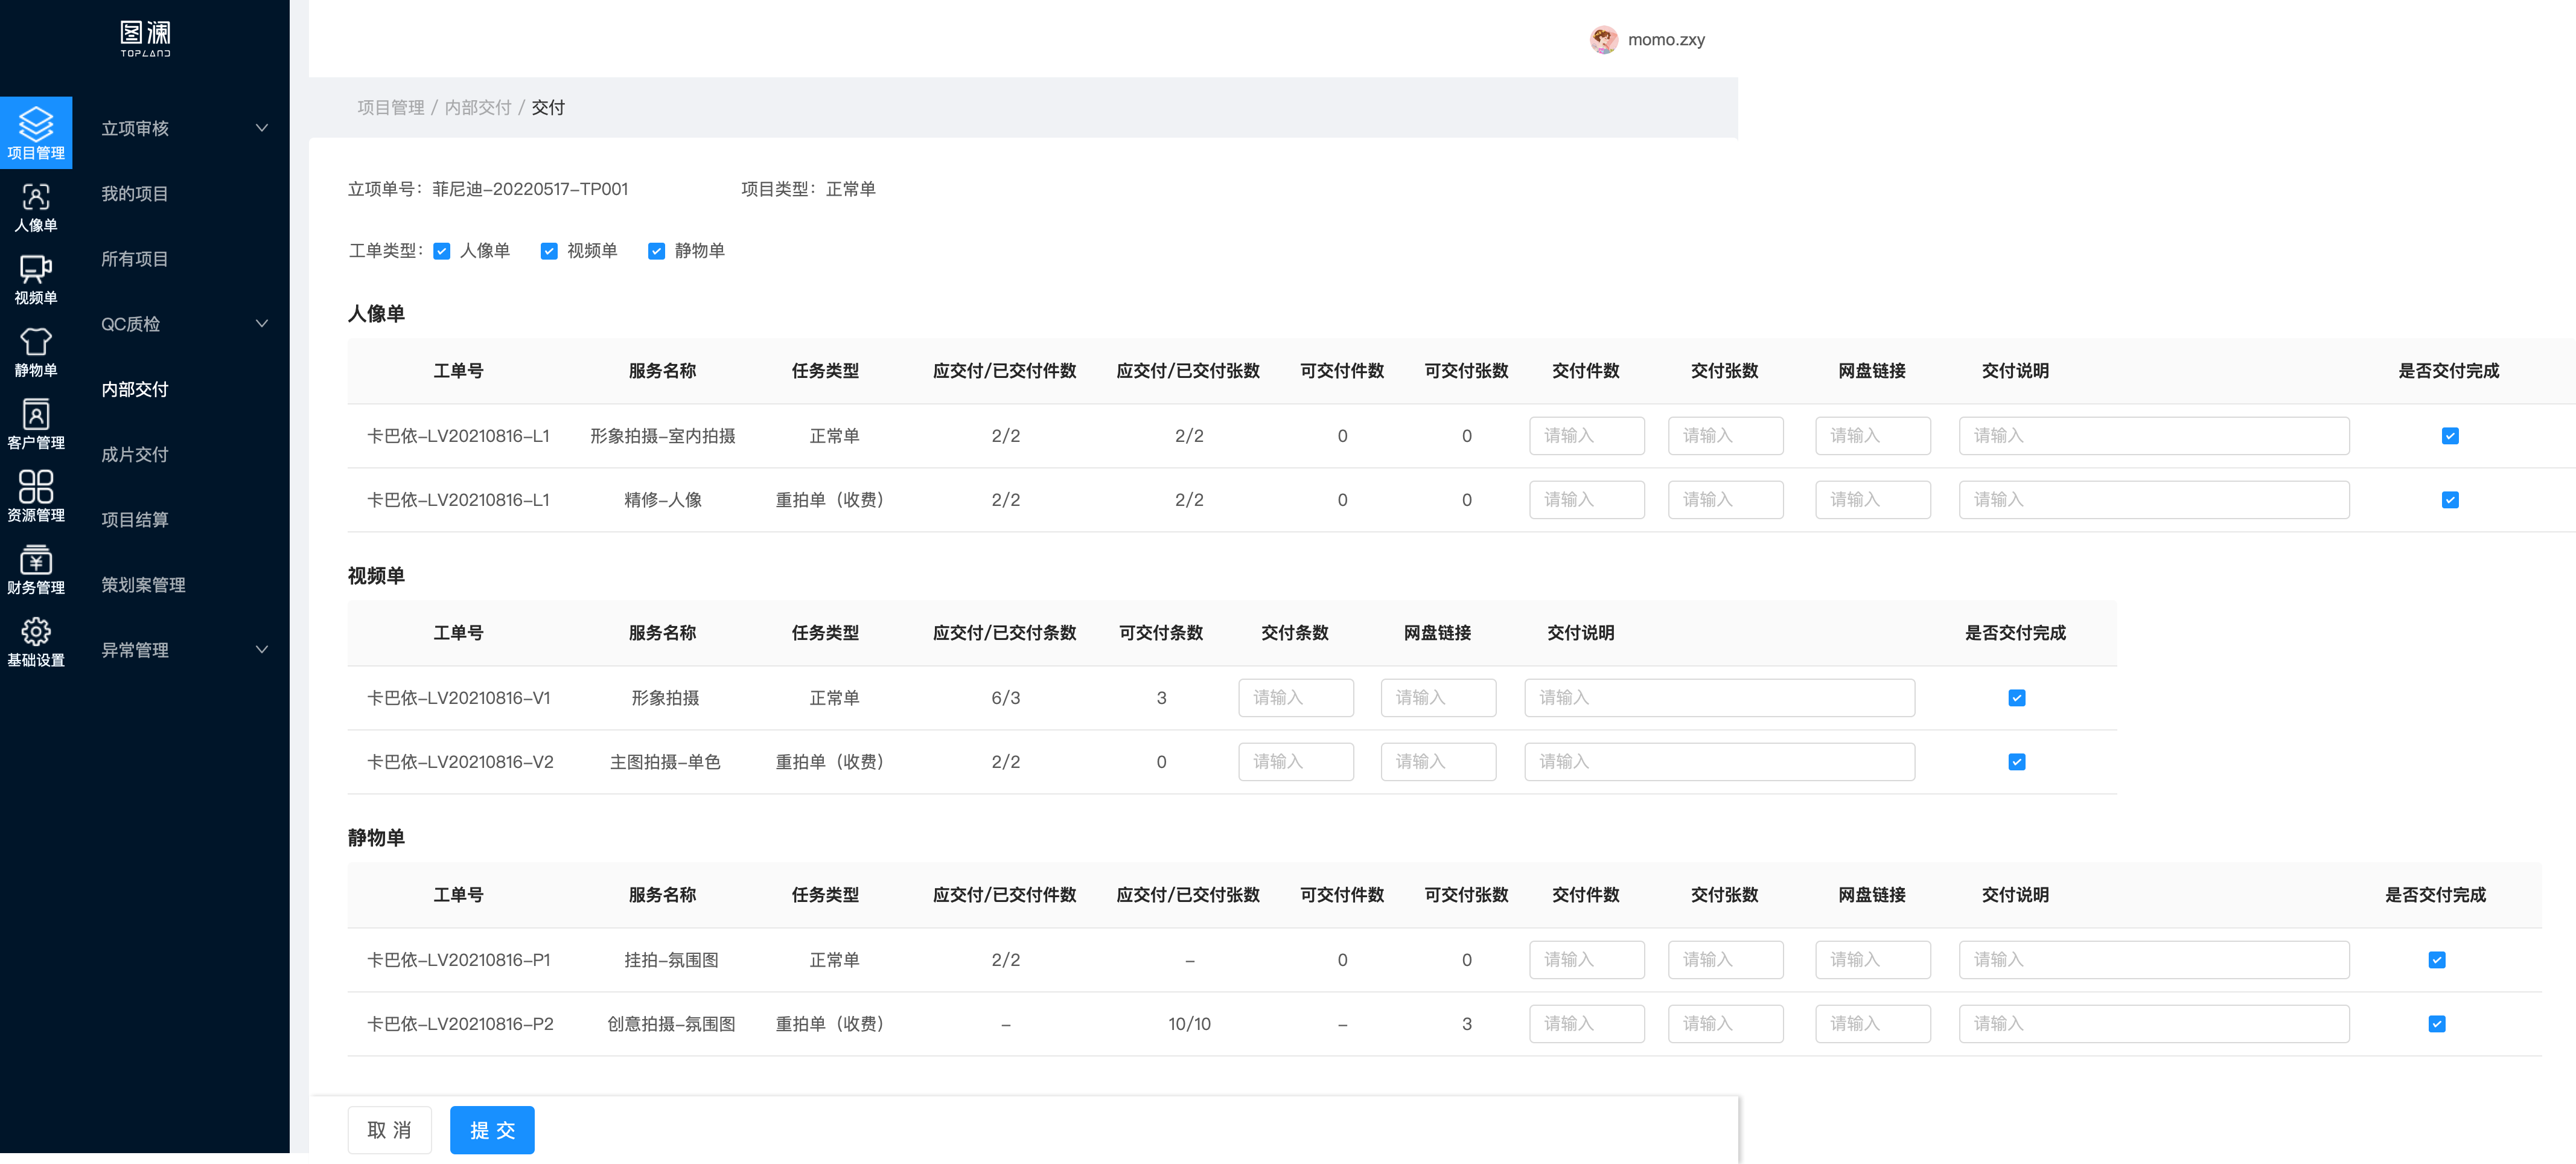 图澜
TOPLAND
momo.zxy
项目管理
人像单
视频单
静物单
客户管理
资源管理
财务管理
基础设置
立项审核
我的项目
所有项目
QC质检
内部交付
成片交付
项目结算
策划案管理
异常管理
项目管理 / 内部交付 / 交付
立项单号：菲尼迪-20220517-TP001 项目类型：正常单
工单类型： 人像单 视频单 静物单
人像单
工单号 服务名称 任务类型 应交付/已交付件数 应交付/已交付张数 可交付件数 可交付张数 交付件数 交付张数 网盘链接 交付说明 是否交付完成
卡巴依-LV20210816-L1 形象拍摄-室内拍摄 正常单 2/2 2/2 0 0 请输入 请输入 请输入 请输入
卡巴依-LV20210816-L1 精修-人像 重拍单（收费） 2/2 2/2 0 0 请输入 请输入 请输入 请输入
视频单
工单号 服务名称 任务类型 应交付/已交付条数 可交付条数 交付条数 网盘链接 交付说明 是否交付完成
卡巴依-LV20210816-V1 形象拍摄 正常单 6/3 3 请输入 请输入 请输入
卡巴依-LV20210816-V2 主图拍摄-单色 重拍单（收费） 2/2 0 请输入 请输入 请输入
静物单
工单号 服务名称 任务类型 应交付/已交付件数 应交付/已交付张数 可交付件数 可交付张数 交付件数 交付张数 网盘链接 交付说明 是否交付完成
卡巴依-LV20210816-P1 挂拍-氛围图 正常单 2/2 - 0 0 请输入 请输入 请输入 请输入
卡巴依-LV20210816-P2 创意拍摄-氛围图 重拍单（收费） - 10/10 - 3 请输入 请输入 请输入 请输入
取 消 提 交